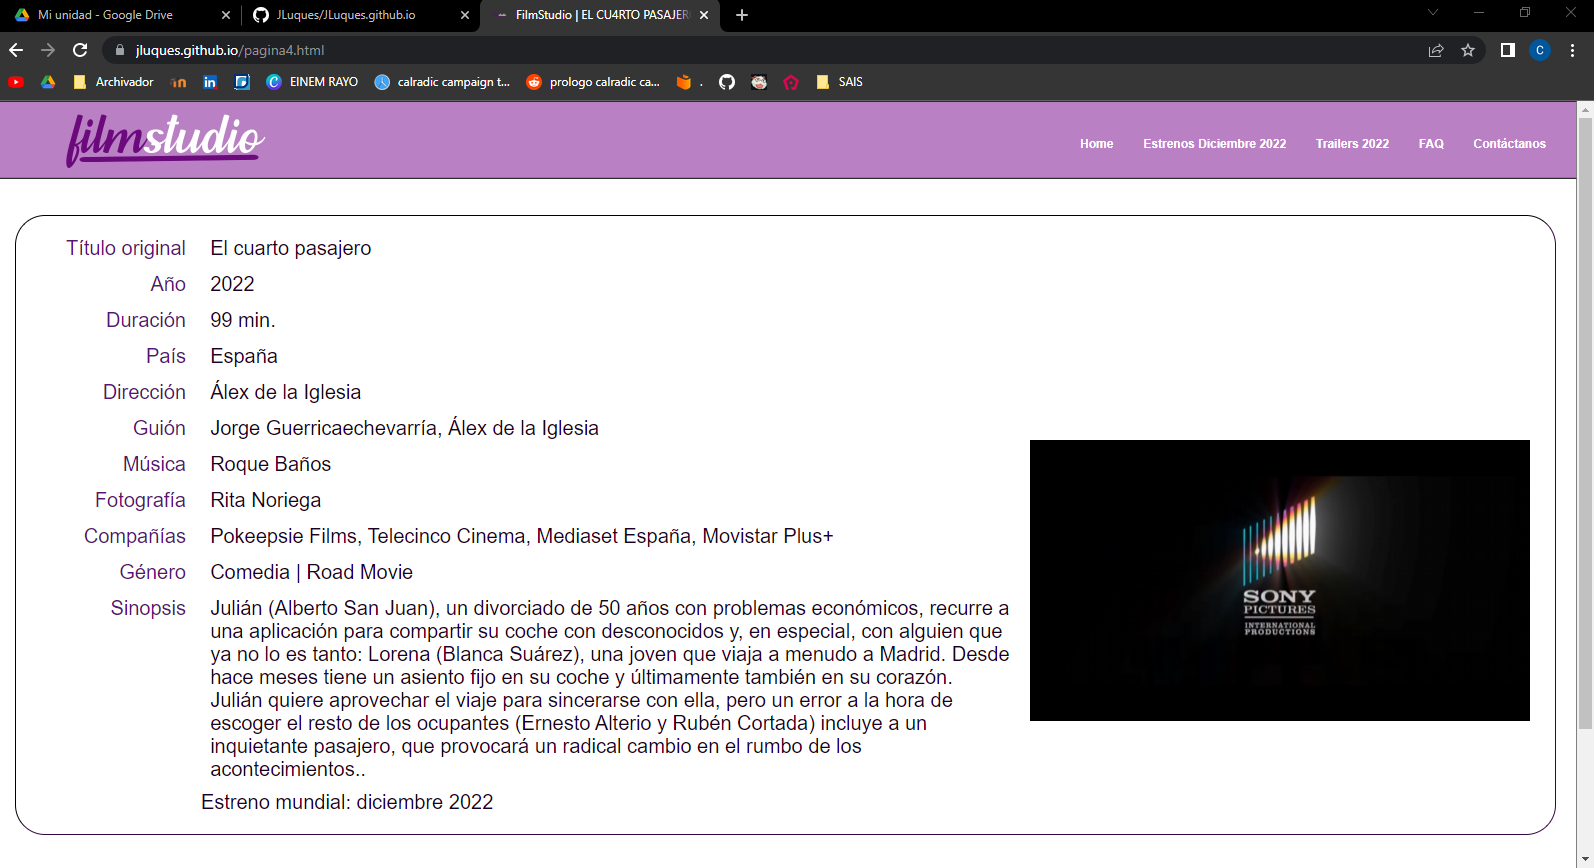 Mi unidad - Google Drive
JLuques/JLuques.github.io
FilmStudio | EL CU4RTO PASAJER
jluques.github.io/pagina4.html
C
Archivador
in
EINEM RAYO
calradic campaign t...
prologo calradic ca...
.
SAIS
filmstudio
Home
Estrenos Diciembre 2022
Trailers 2022
FAQ
Contáctanos
Título original El cuarto pasajero
Año 2022
Duración 99 min.
País España
Dirección Álex de la Iglesia
Guión Jorge Guerricaechevarría, Álex de la Iglesia
Música Roque Baños
Fotografía Rita Noriega
Compañías Pokeepsie Films, Telecinco Cinema, Mediaset España, Movistar Plus+
Género Comedia | Road Movie
Sinopsis Julián (Alberto San Juan), un divorciado de 50 años con problemas económicos, recurre a
una aplicación para compartir su coche con desconocidos y, en especial, con alguien que
ya no lo es tanto: Lorena (Blanca Suárez), una joven que viaja a menudo a Madrid. Desde
hace meses tiene un asiento fijo en su coche y últimamente también en su corazón.
Julián quiere aprovechar el viaje para sincerarse con ella, pero un error a la hora de
escoger el resto de los ocupantes (Ernesto Alterio y Rubén Cortada) incluye a un
inquietante pasajero, que provocará un radical cambio en el rumbo de los
acontecimientos..
Estreno mundial: diciembre 2022
SONY
PICTURES
INTERNATIONAL
PRODUCTIONS